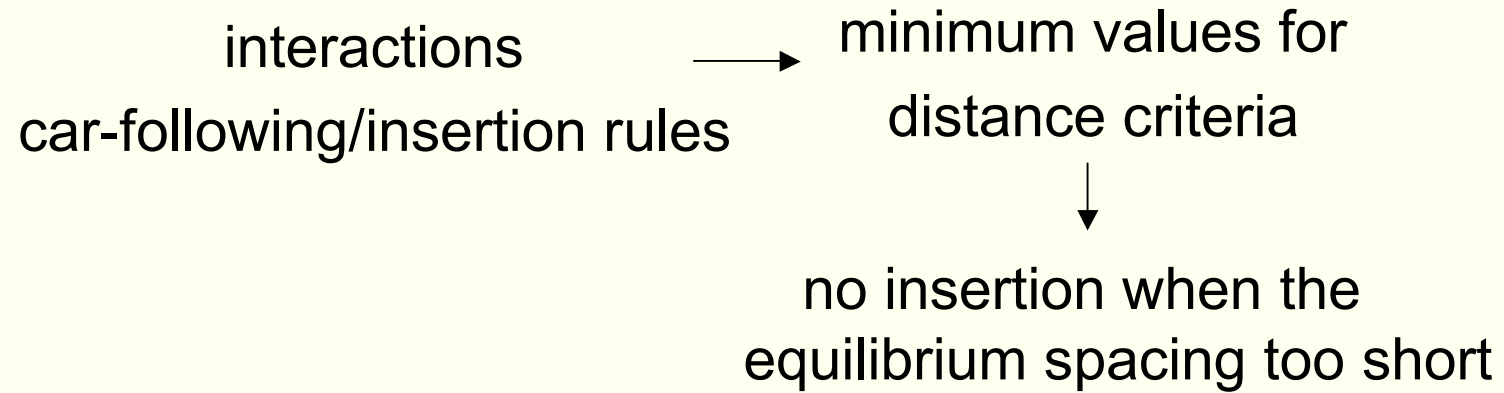 interactions
car-following/insertion rules
minimum values for
distance criteria
no insertion when the
equilibrium spacing too short